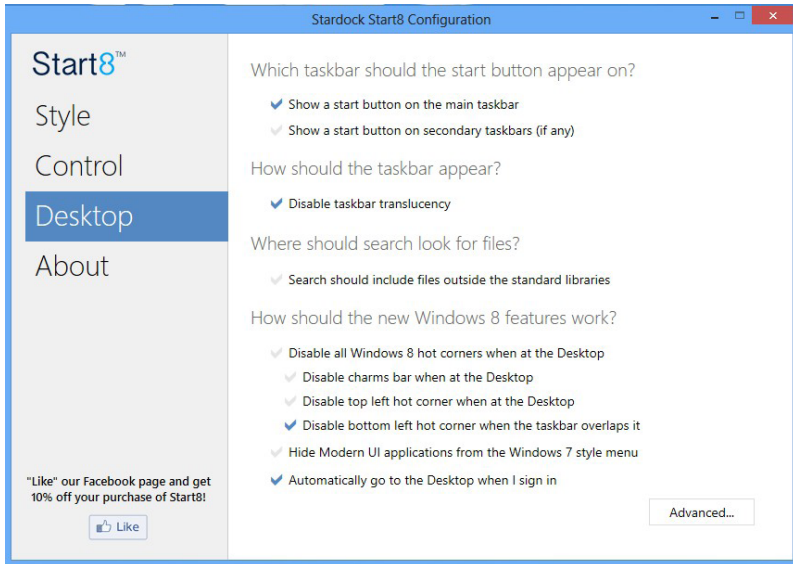 Stardock Start8 Configuration
Start8™
Style
Control
Desktop
About
"Like" our Facebook page and get
10% off your purchase of Start8!
Like
Which taskbar should the start button appear on?
Show a start button on the main taskbar
Show a start button on secondary taskbars (if any)
How should the taskbar appear?
Disable taskbar translucency
Where should search look for files?
Search should include files outside the standard libraries
How should the new Windows 8 features work?
Disable all Windows 8 hot corners when at the Desktop
Disable charms bar when at the Desktop
Disable top left hot corner when at the Desktop
Disable bottom left hot corner when the taskbar overlaps it
Hide Modern UI applications from the Windows 7 style menu
Automatically go to the Desktop when I sign in
Advanced...